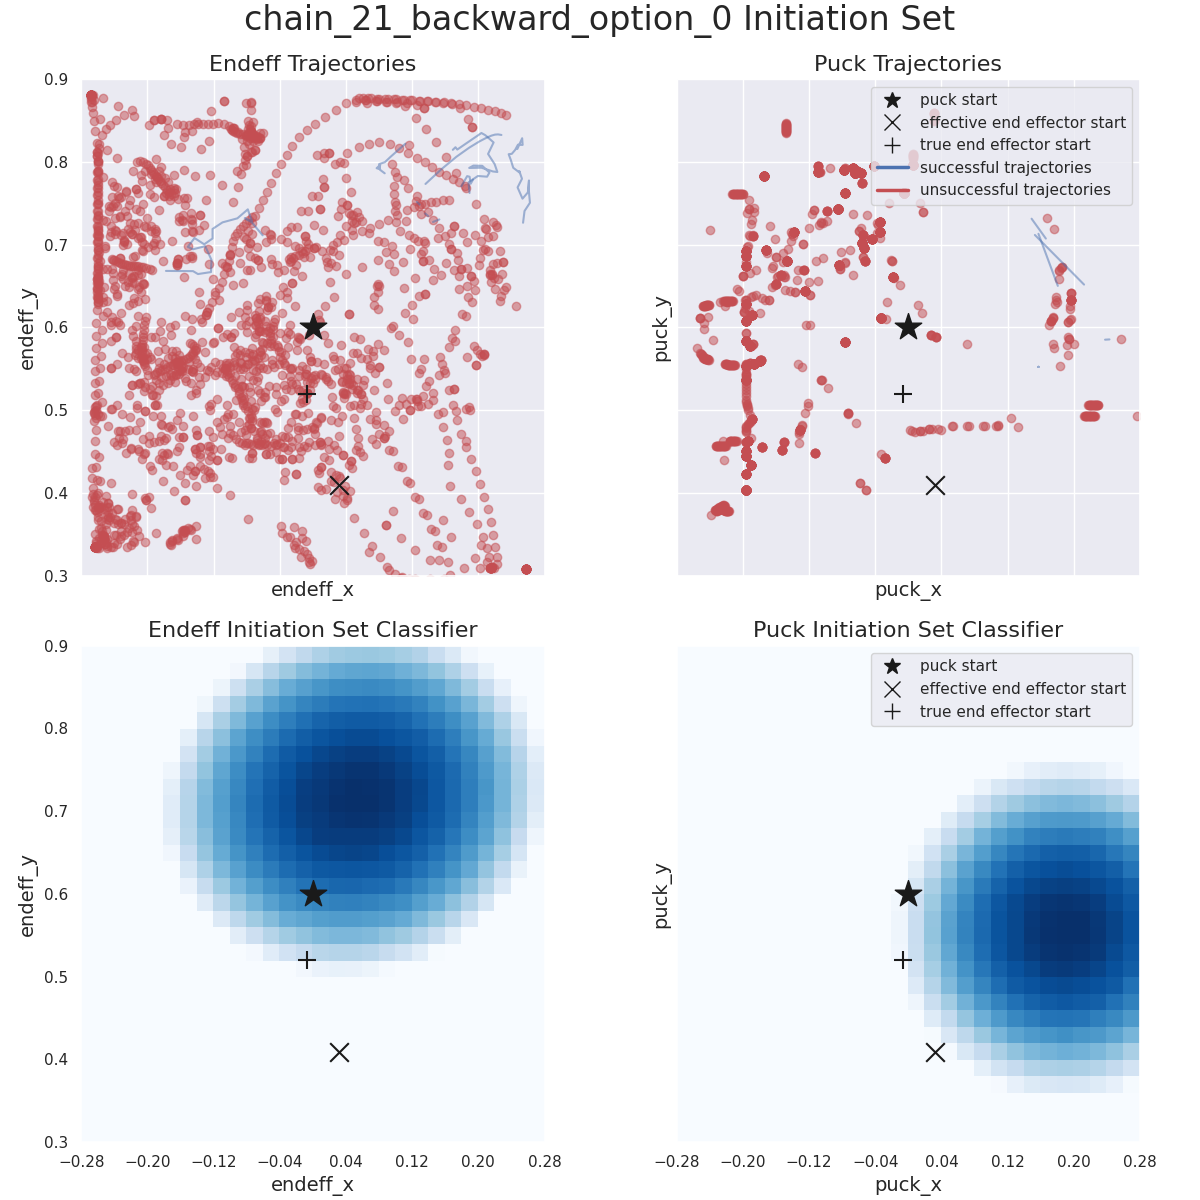 chain_21_backward_option_0 Initiation Set
Endeff Trajectories
0.9
0.8
0.7
0.6
0.5
0.4
0.3
endeff_y
endeff_x
Puck Trajectories
puck start
effective end effector start
true end effector start
successful trajectories
unsuccessful trajectories
puck_y
puck_x
Endeff Initiation Set Classifier
0.9
0.8
0.7
0.6
0.5
0.4
0.3
endeff_y
−0.28 −0.20 −0.12 −0.04 0.04 0.12 0.20 0.28
endeff_x
Puck Initiation Set Classifier
puck start
effective end effector start
true end effector start
puck_y
−0.28 −0.20 −0.12 −0.04 0.04 0.12 0.20 0.28
puck_x